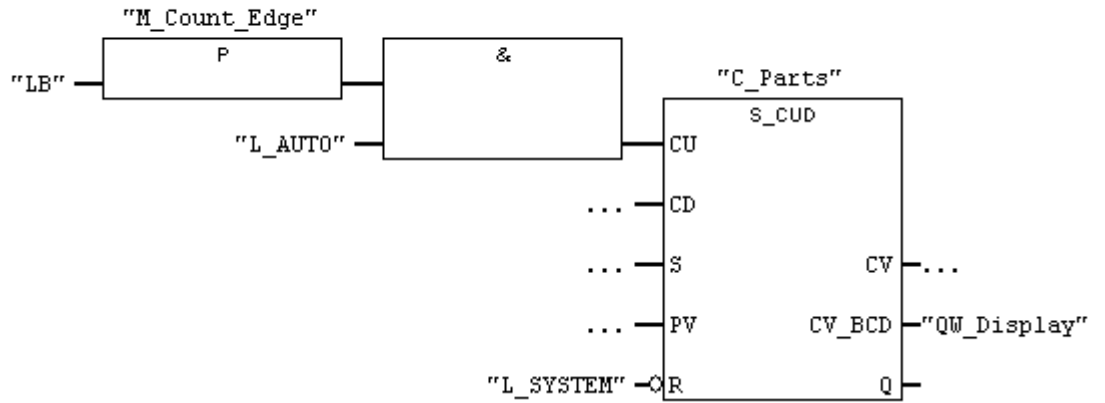 "M_Count_Edge"
P
&
"LB"
"C_Parts"
S_CUD
"L_AUTO"
CU
... CD
... S CV ...
... PV CV_BCD "QW_Display"
"L_SYSTEM" R Q